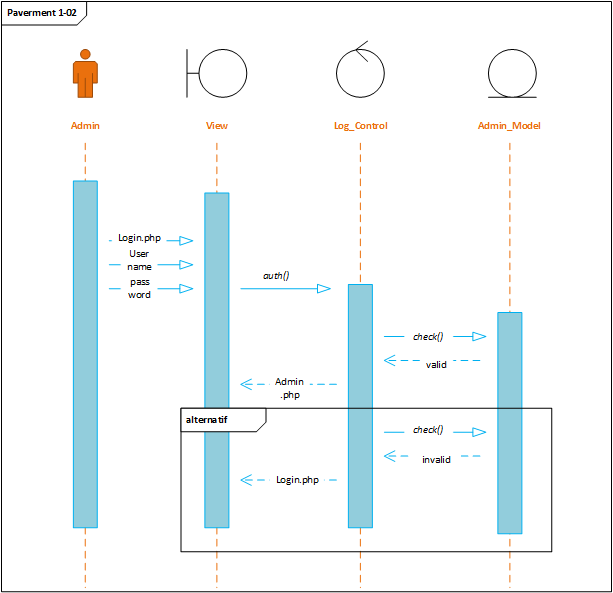 Paverment 1-02
Admin
View
Log_Control
Admin_Model
Login.php
User
name
pass
word
auth()
check()
valid
Admin
.php
alternatif
check()
invalid
Login.php